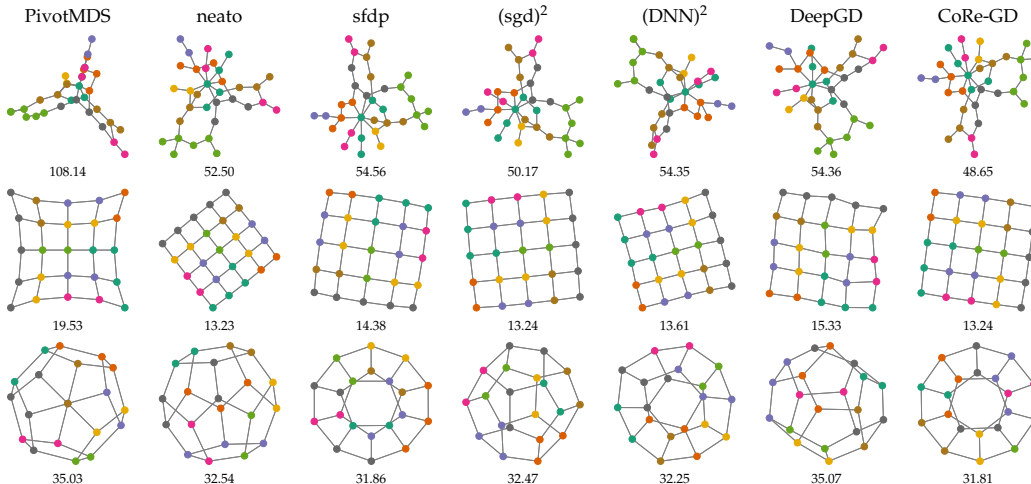 PivotMDS neato sfdp (sgd)² (DNN)² DeepGD CoRe-GD
108.14 52.50 54.56 50.17 54.35 54.36 48.65
19.53 13.23 14.38 13.24 13.61 15.33 13.24
35.03 32.54 31.86 32.47 32.25 35.07 31.81